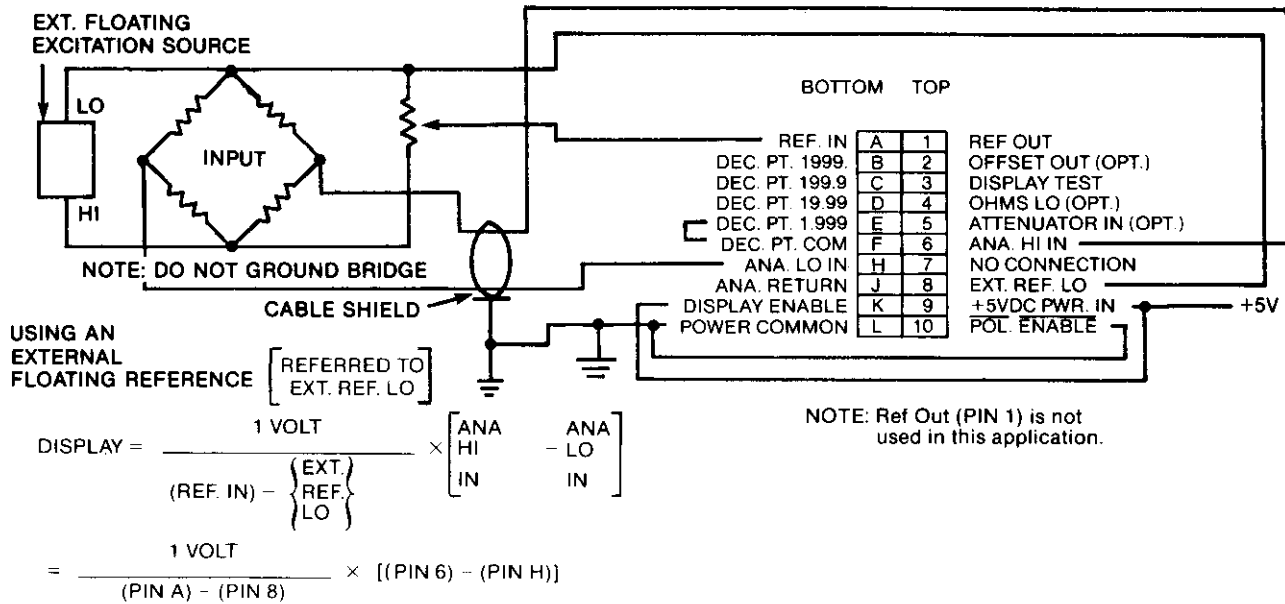 EXT. FLOATING
EXCITATION SOURCE
LO
INPUT
HI
NOTE: DO NOT GROUND BRIDGE
CABLE SHIELD
BOTTOM TOP
REF. IN A 1 REF OUT
DEC. PT. 1999. B 2 OFFSET OUT (OPT.)
DEC. PT. 199.9 C 3 DISPLAY TEST
DEC. PT. 19.99 D 4 OHMS LO (OPT.)
DEC. PT. 1.999 E 5 ATTENUATOR IN (OPT.)
DEC. PT. COM F 6 ANA. HI IN
ANA. LO IN H 7 NO CONNECTION
ANA. RETURN J 8 EXT. REF. LO
DISPLAY ENABLE K 9 +5VDC PWR. IN
+5V
POWER COMMON L 10 POL. ENABLE
USING AN
EXTERNAL
FLOATING REFERENCE
[REFERRED TO
EXT. REF. LO]
NOTE: Ref Out (PIN 1) is not
used in this application.
1 VOLT
DISPLAY = ———— × [ANA HI IN − ANA LO IN]
(REF. IN) − {EXT. REF. LO}
1 VOLT
= ———— × [(PIN 6) − (PIN H)]
(PIN A) − (PIN 8)